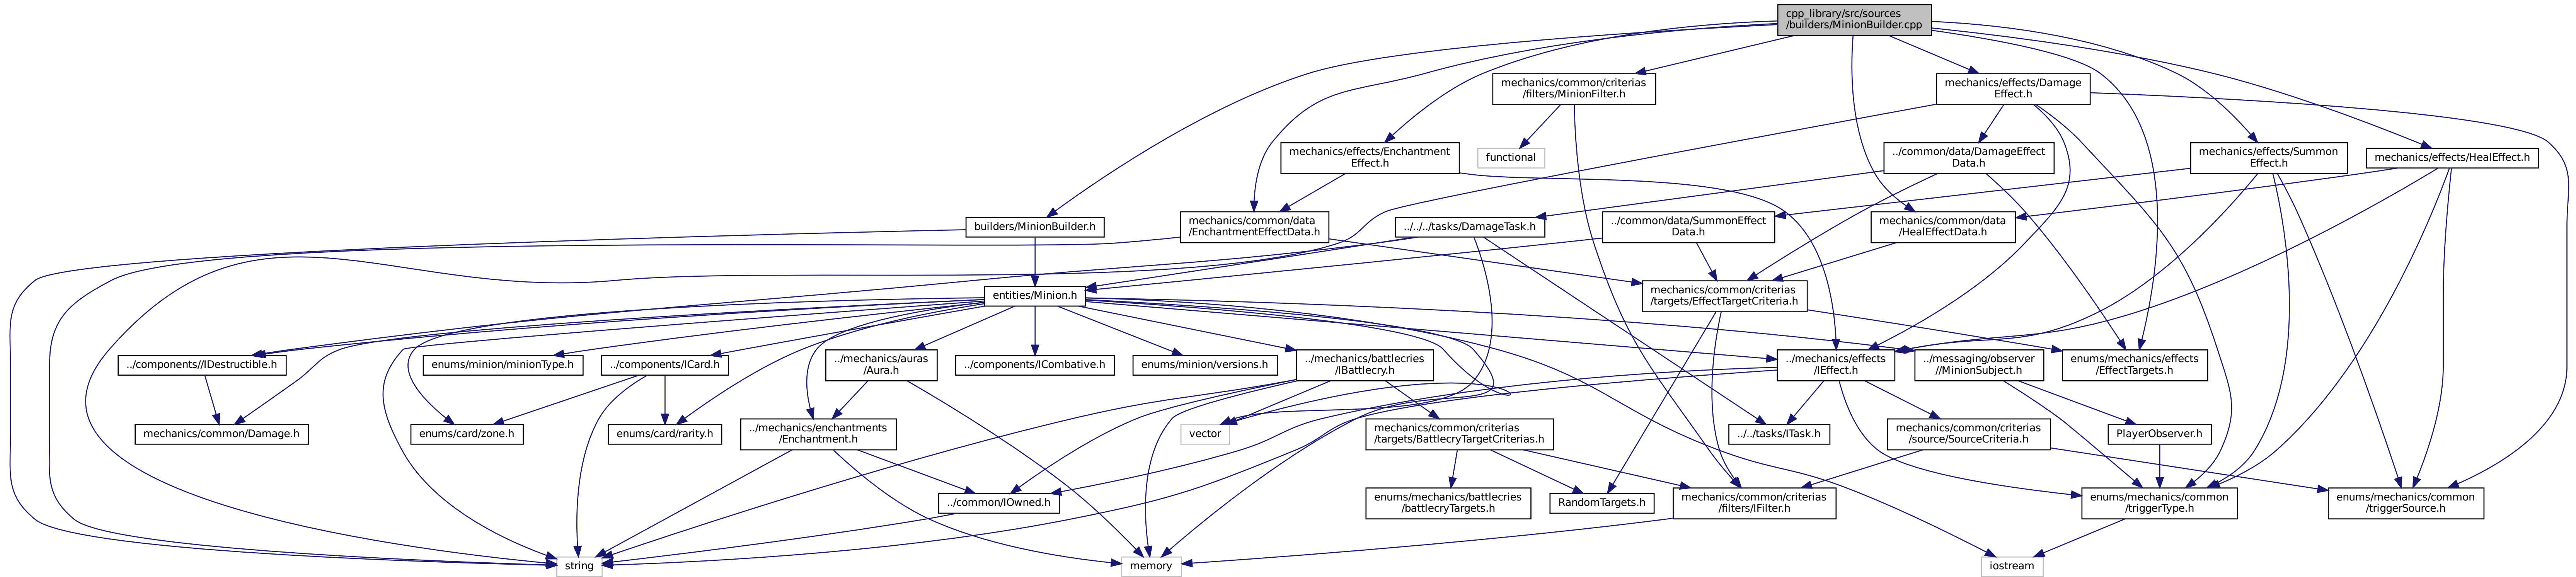 cpp_library/src/sources
/builders/MinionBuilder.cpp
mechanics/common/criterias
/filters/MinionFilter.h
mechanics/effects/Damage
Effect.h
mechanics/effects/Enchantment
Effect.h
functional
../common/data/DamageEffect
Data.h
mechanics/effects/Summon
Effect.h
mechanics/effects/HealEffect.h
builders/MinionBuilder.h
mechanics/common/data
/EnchantmentEffectData.h
../../../tasks/DamageTask.h
../common/data/SummonEffect
Data.h
mechanics/common/data
/HealEffectData.h
entities/Minion.h
mechanics/common/criterias
/targets/EffectTargetCriteria.h
../components//IDestructible.h
enums/minion/minionType.h
../components/ICard.h
../mechanics/auras
/Aura.h
../components/ICombative.h
enums/minion/versions.h
../mechanics/battlecries
/IBattlecry.h
../mechanics/effects
/IEffect.h
../messaging/observer
//MinionSubject.h
enums/mechanics/effects
/EffectTargets.h
mechanics/common/Damage.h
enums/card/zone.h
enums/card/rarity.h
../mechanics/enchantments
/Enchantment.h
vector
mechanics/common/criterias
/targets/BattlecryTargetCriterias.h
../../tasks/ITask.h
mechanics/common/criterias
/source/SourceCriteria.h
PlayerObserver.h
../common/IOwned.h
enums/mechanics/battlecries
/battlecryTargets.h
RandomTargets.h
mechanics/common/criterias
/filters/IFilter.h
enums/mechanics/common
/triggerType.h
enums/mechanics/common
/triggerSource.h
string
memory
iostream